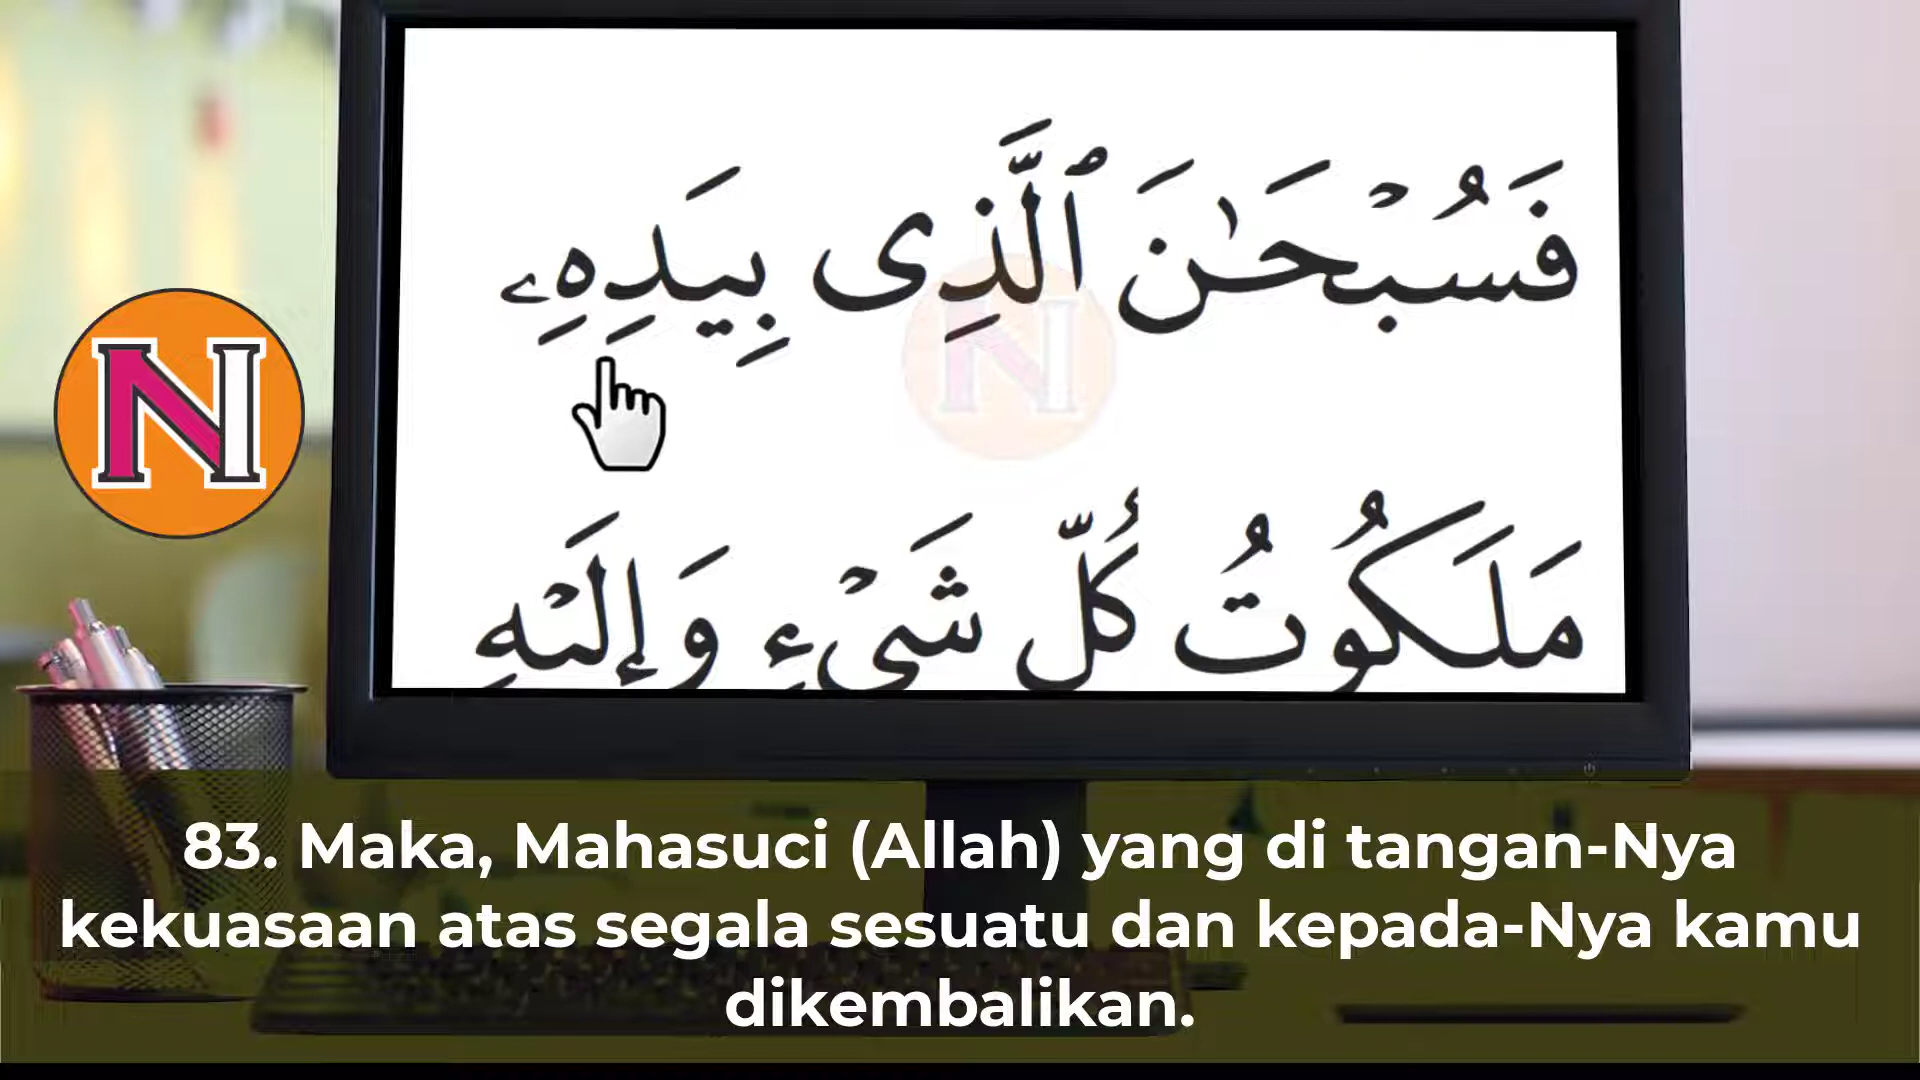 فَسُبْحَـٰنَ ٱلَّذِى بِيَدِهِۦ
مَلَكُوتُ كُلِّ شَىْءٍ وَإِلَيْهِ
N
83. Maka, Mahasuci (Allah) yang di tangan-Nya
kekuasaan atas segala sesuatu dan kepada-Nya kamu
dikembalikan.